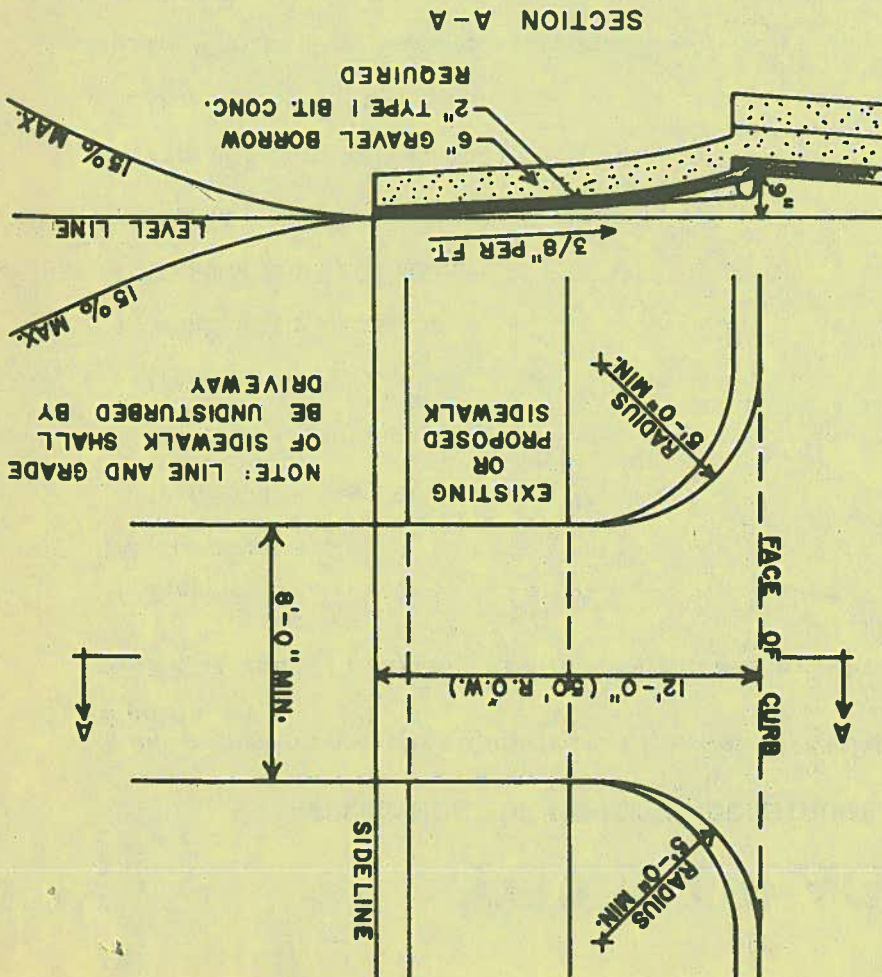 RADIUS
5'-0" MIN.
SIDELINE
A
12'-0" (50' R.O.W.)
8'-0" MIN.
A
FACE OF CURB
RADIUS
5'-0" MIN.
EXISTING
OR
PROPOSED
SIDEWALK
NOTE: LINE AND GRADE
OF SIDEWALK SHALL
BE UNDISTURBED BY
DRIVEWAY
3/8" PER FT.
6"
15% MAX.
LEVEL LINE
15% MAX.
6" GRAVEL BORROW
2" TYPE I BIT. CONC.
REQUIRED
SECTION A-A